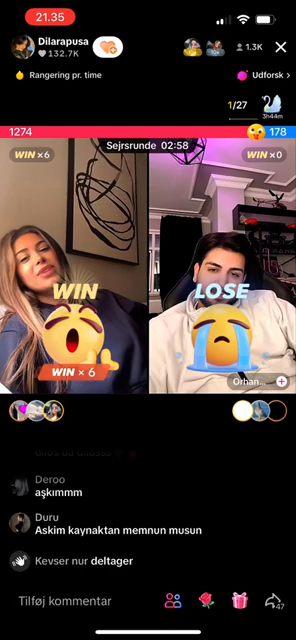 21.35
Dilarapusa
132.7K
1.3K
Rangering pr. time
Udforsk >
1/27
3h44m
1274
178
Sejrsrunde 02:58
WIN ×6
WIN ×0
WIN
LOSE
WIN × 6
Orhan...
Deroo
aşkımmm
Duru
Askim kaynaktan memnun musun
Kevser nur deltager
Tilføj kommentar
47